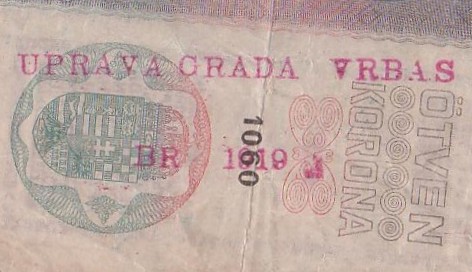 UPRAVA GRADA VRBAS
BR 1919
1060
ÖTVEN
KORONA